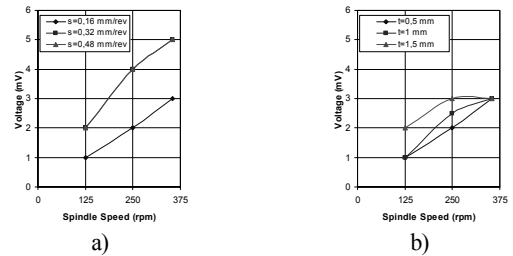 6
5
4
3
2
1
0
Voltage (mV)
s=0,16 mm/rev
s=0,32 mm/rev
s=0,48 mm/rev
0 125 250 375
Spindle Speed (rpm)
a)
6
5
4
3
2
1
0
Voltage (mV)
t=0,5 mm
t=1 mm
t=1,5 mm
0 125 250 375
Spindle Speed (rpm)
b)